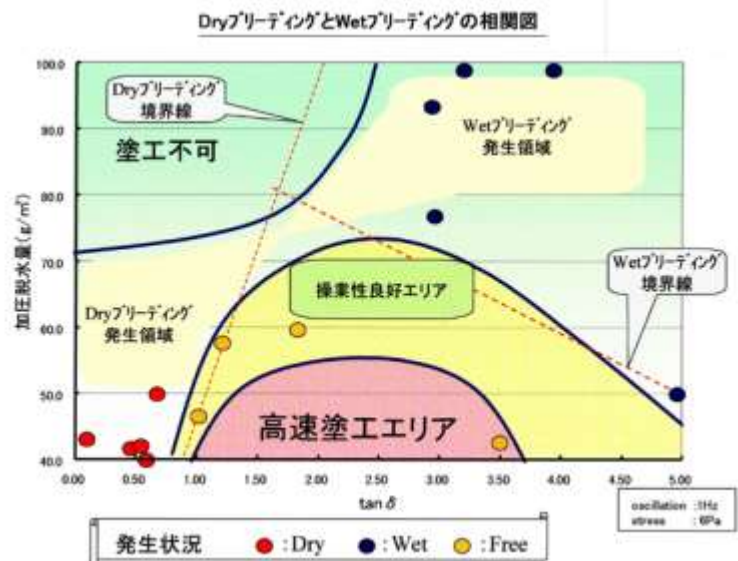 DryブリーディングとWetブリーディングの相関図
100.0
90.0
80.0
70.0
60.0
50.0
40.0
加圧脱水量(g/㎡)
Dryブリーディング
境界線
塗工不可
Wetブリーディング
発生領域
Dryブリーディング
発生領域
操業性良好エリア
Wetブリーディング
境界線
高速塗工エリア
0.00 0.50 1.00 1.50 2.00 2.50 3.00 3.50 4.00 4.50 5.00
tan δ
oscillation :1Hz
stress :6Pa
発生状況 :Dry :Wet :Free